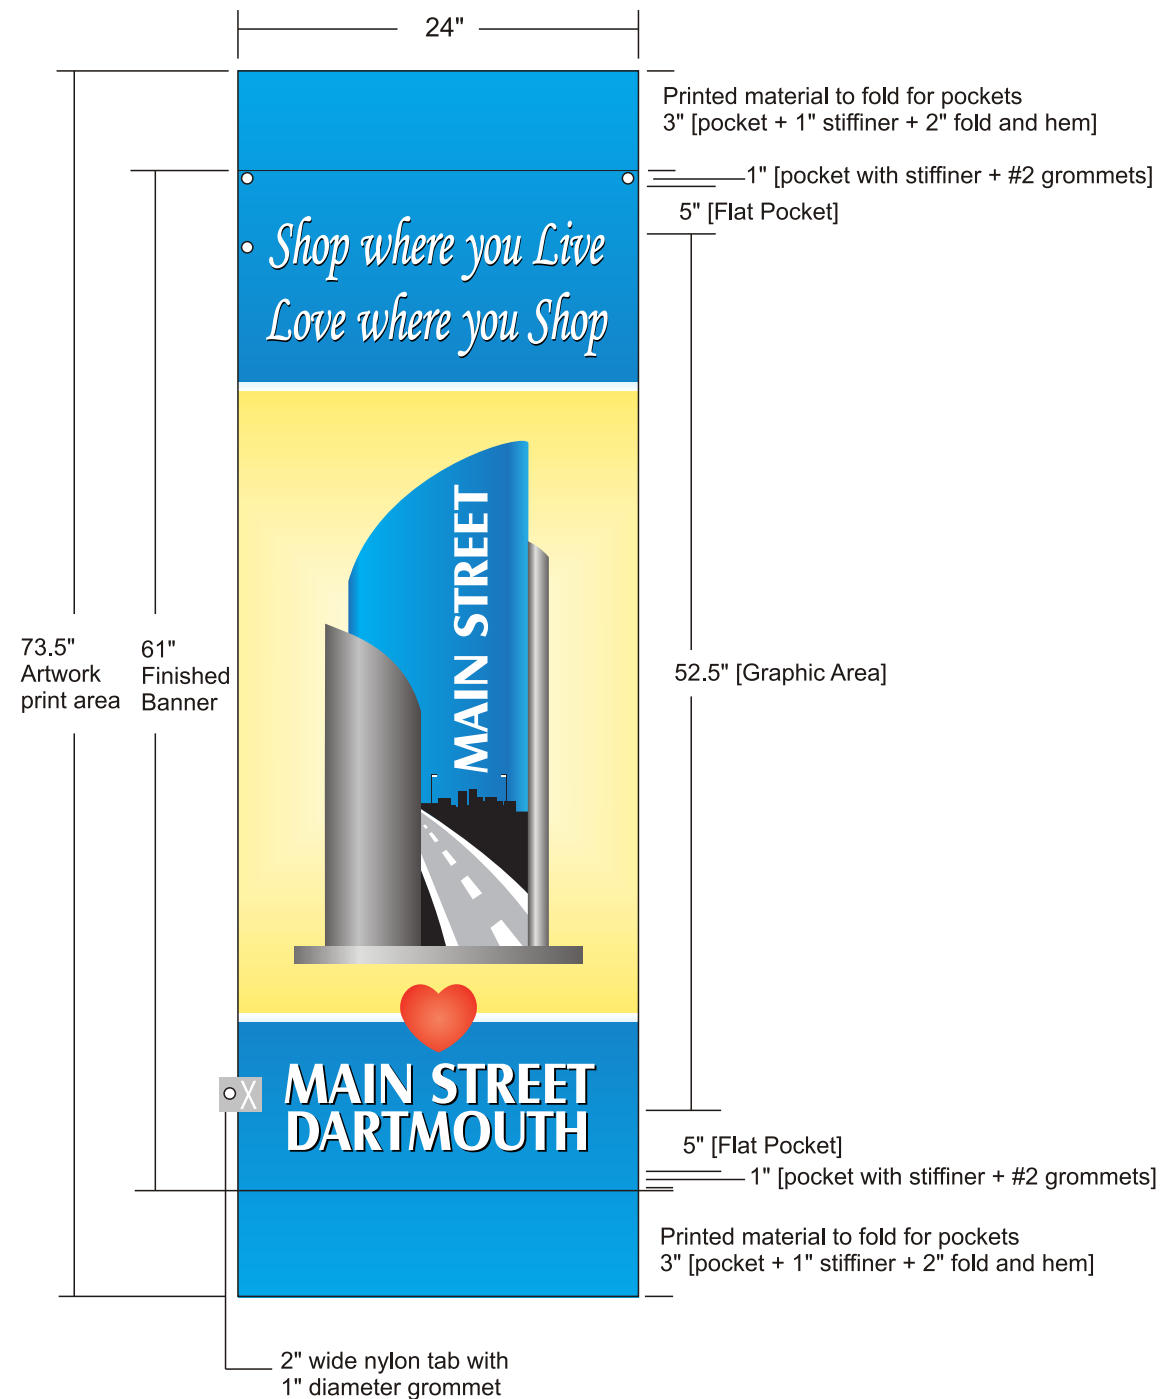 24"
Printed material to fold for pockets
3" [pocket + 1" stiffiner + 2" fold and hem]
1" [pocket with stiffiner + #2 grommets]
5" [Flat Pocket]
Shop where you Live
Love where you Shop
MAIN STREET
73.5"
Artwork
print area
61"
Finished
Banner
52.5" [Graphic Area]
MAIN STREET
DARTMOUTH
5" [Flat Pocket]
1" [pocket with stiffiner + #2 grommets]
Printed material to fold for pockets
3" [pocket + 1" stiffiner + 2" fold and hem]
2" wide nylon tab with
1" diameter grommet